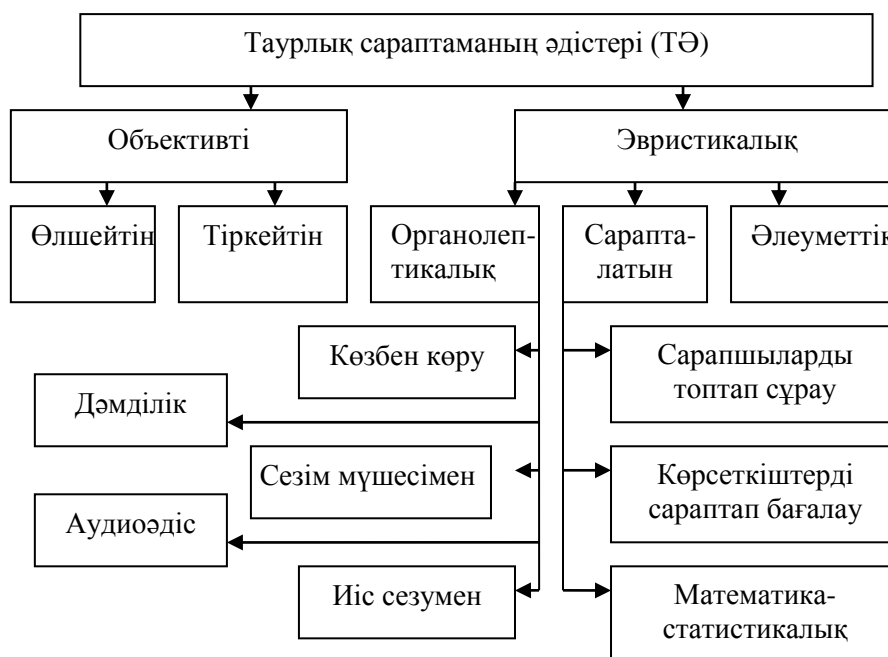 Таурлық сараптаманың әдістері (ТӘ)
Объективті
Эвристикалық
Өлшейтін
Тіркейтін
Органолеп-
тикалық
Сарапта-
латын
Әлеуметтік
Көзбен көру
Сарапшыларды
топтап сұрау
Дәмділік
Сезім мүшесімен
Көрсеткіштерді
сараптап бағалау
Аудиоәдіс
Иіс сезумен
Математика-
статистикалық